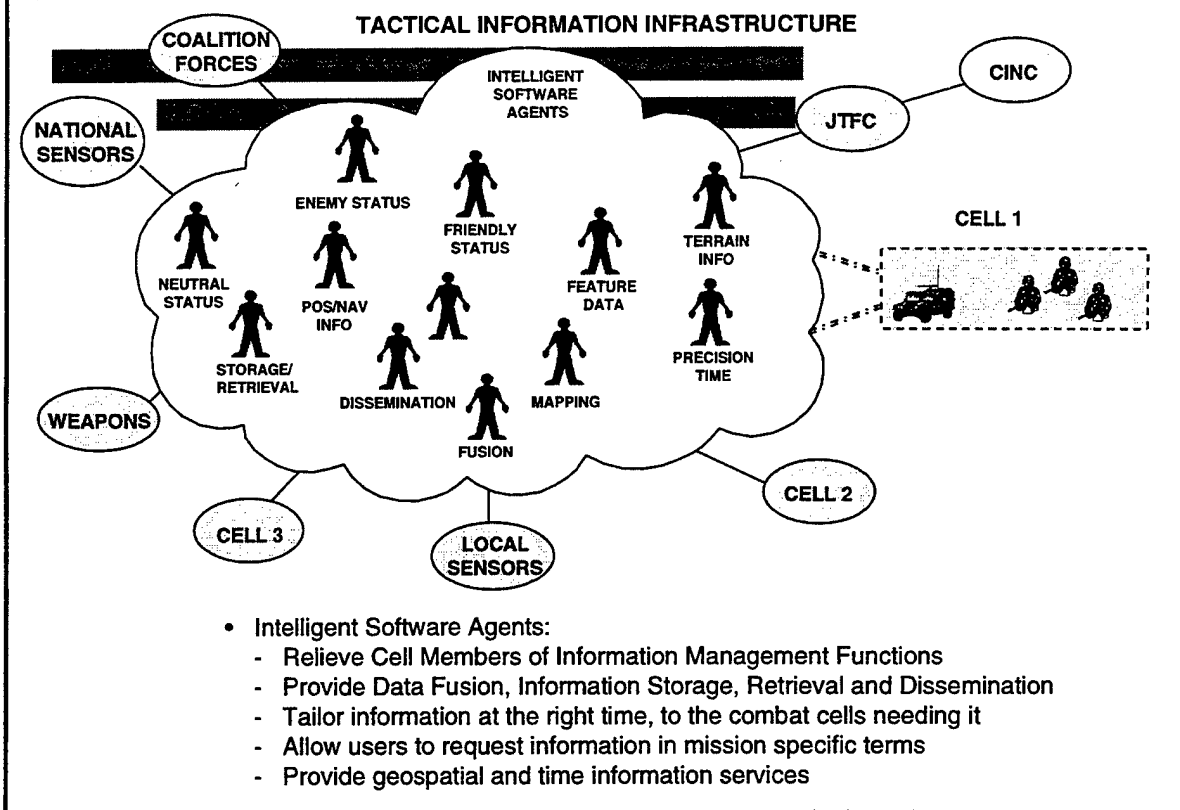 TACTICAL INFORMATION INFRASTRUCTURE
COALITION
FORCES
INTELLIGENT
SOFTWARE
AGENTS
CINC
JTFC
NATIONAL
SENSORS
ENEMY STATUS
FRIENDLY
STATUS
TERRAIN
INFO
CELL 1
NEUTRAL
STATUS
POS/NAV
INFO
FEATURE
DATA
STORAGE/
RETRIEVAL
DISSEMINATION
MAPPING
PRECISION
TIME
WEAPONS
FUSION
CELL 2
CELL 3
LOCAL
SENSORS
• Intelligent Software Agents:
- Relieve Cell Members of Information Management Functions
- Provide Data Fusion, Information Storage, Retrieval and Dissemination
- Tailor information at the right time, to the combat cells needing it
- Allow users to request information in mission specific terms
- Provide geospatial and time information services